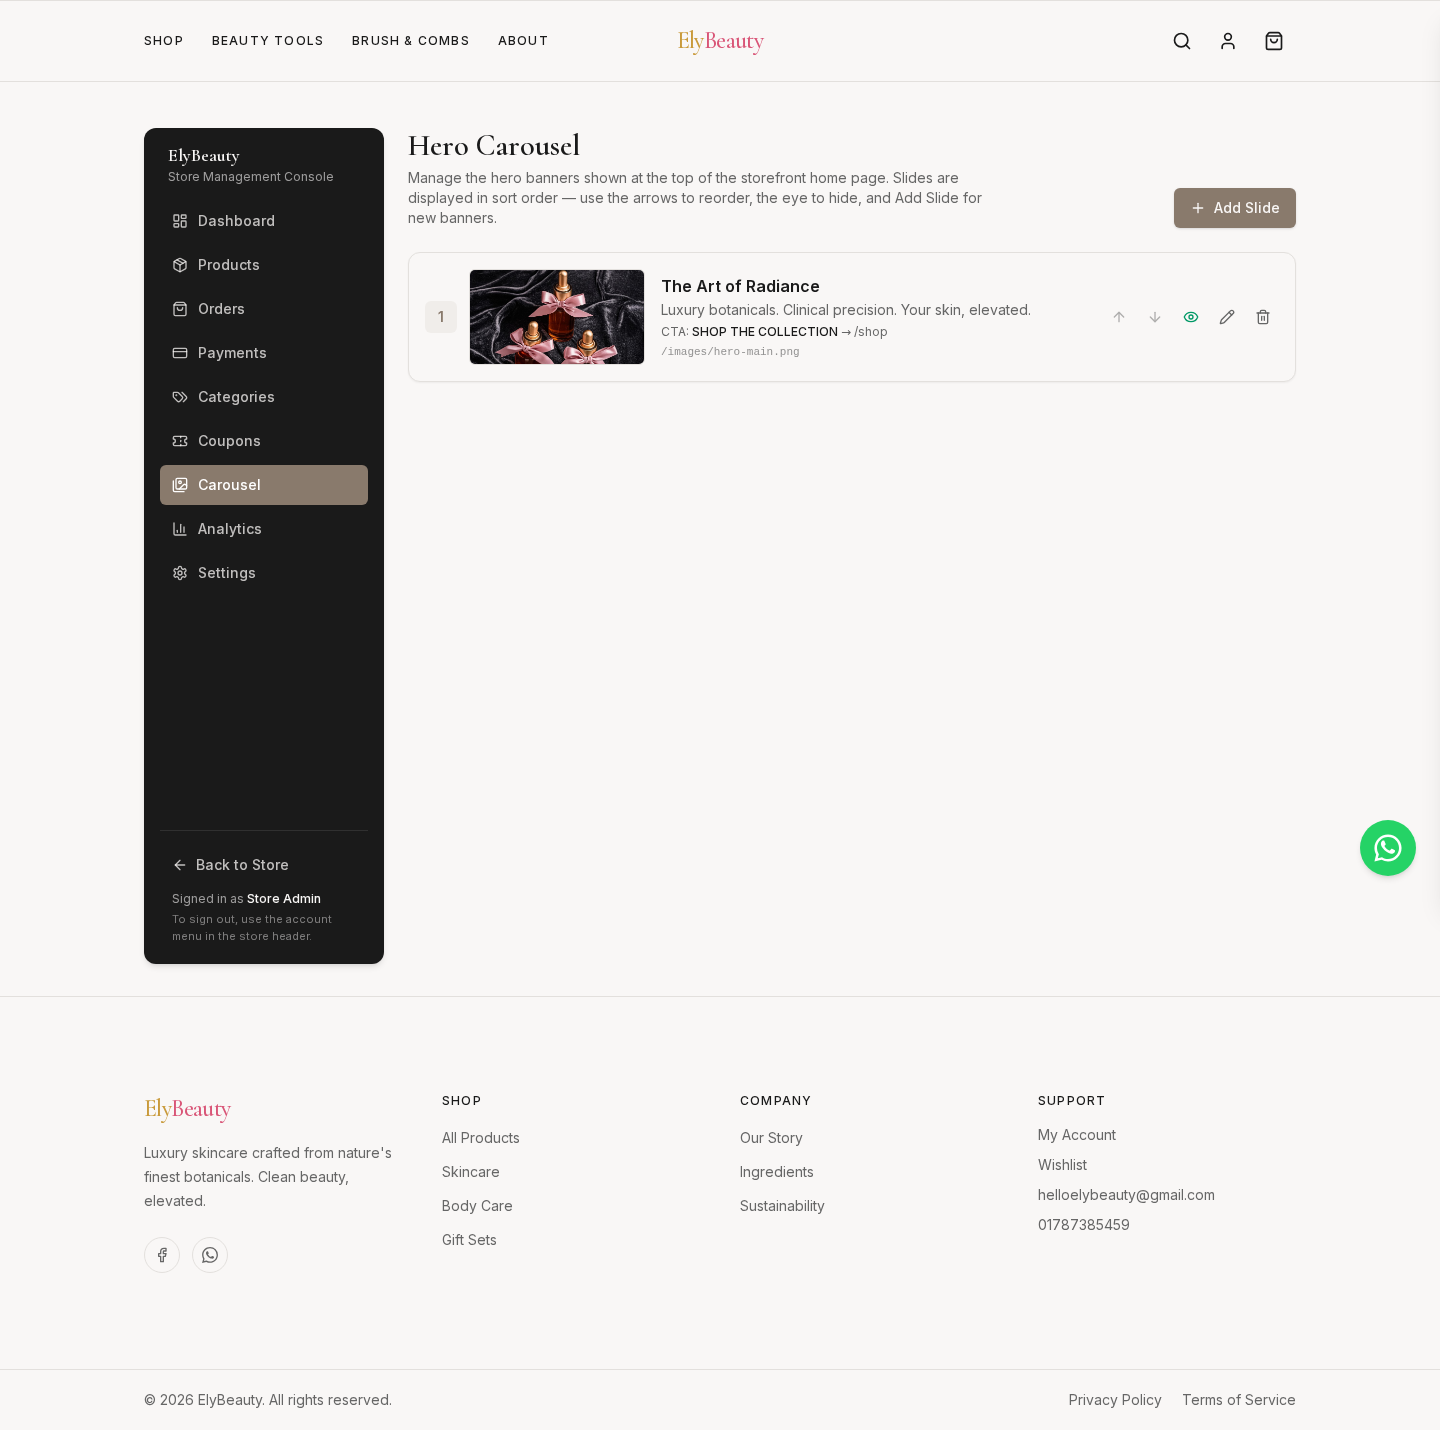 SHOP
BEAUTY TOOLS
BRUSH & COMBS
ABOUT
ElyBeauty
ElyBeauty
Store Management Console
Dashboard
Products
Orders
Payments
Categories
Coupons
Carousel
Analytics
Settings
Back to Store
Signed in as Store Admin
To sign out, use the account
menu in the store header.
Hero Carousel
Manage the hero banners shown at the top of the storefront home page. Slides are
displayed in sort order — use the arrows to reorder, the eye to hide, and Add Slide for
new banners.
Add Slide
1
The Art of Radiance
Luxury botanicals. Clinical precision. Your skin, elevated.
CTA: SHOP THE COLLECTION → /shop
/images/hero-main.png
ElyBeauty
Luxury skincare crafted from nature's
finest botanicals. Clean beauty,
elevated.
SHOP
All Products
Skincare
Body Care
Gift Sets
COMPANY
Our Story
Ingredients
Sustainability
SUPPORT
My Account
Wishlist
helloelybeauty@gmail.com
01787385459
© 2026 ElyBeauty. All rights reserved.
Privacy Policy
Terms of Service